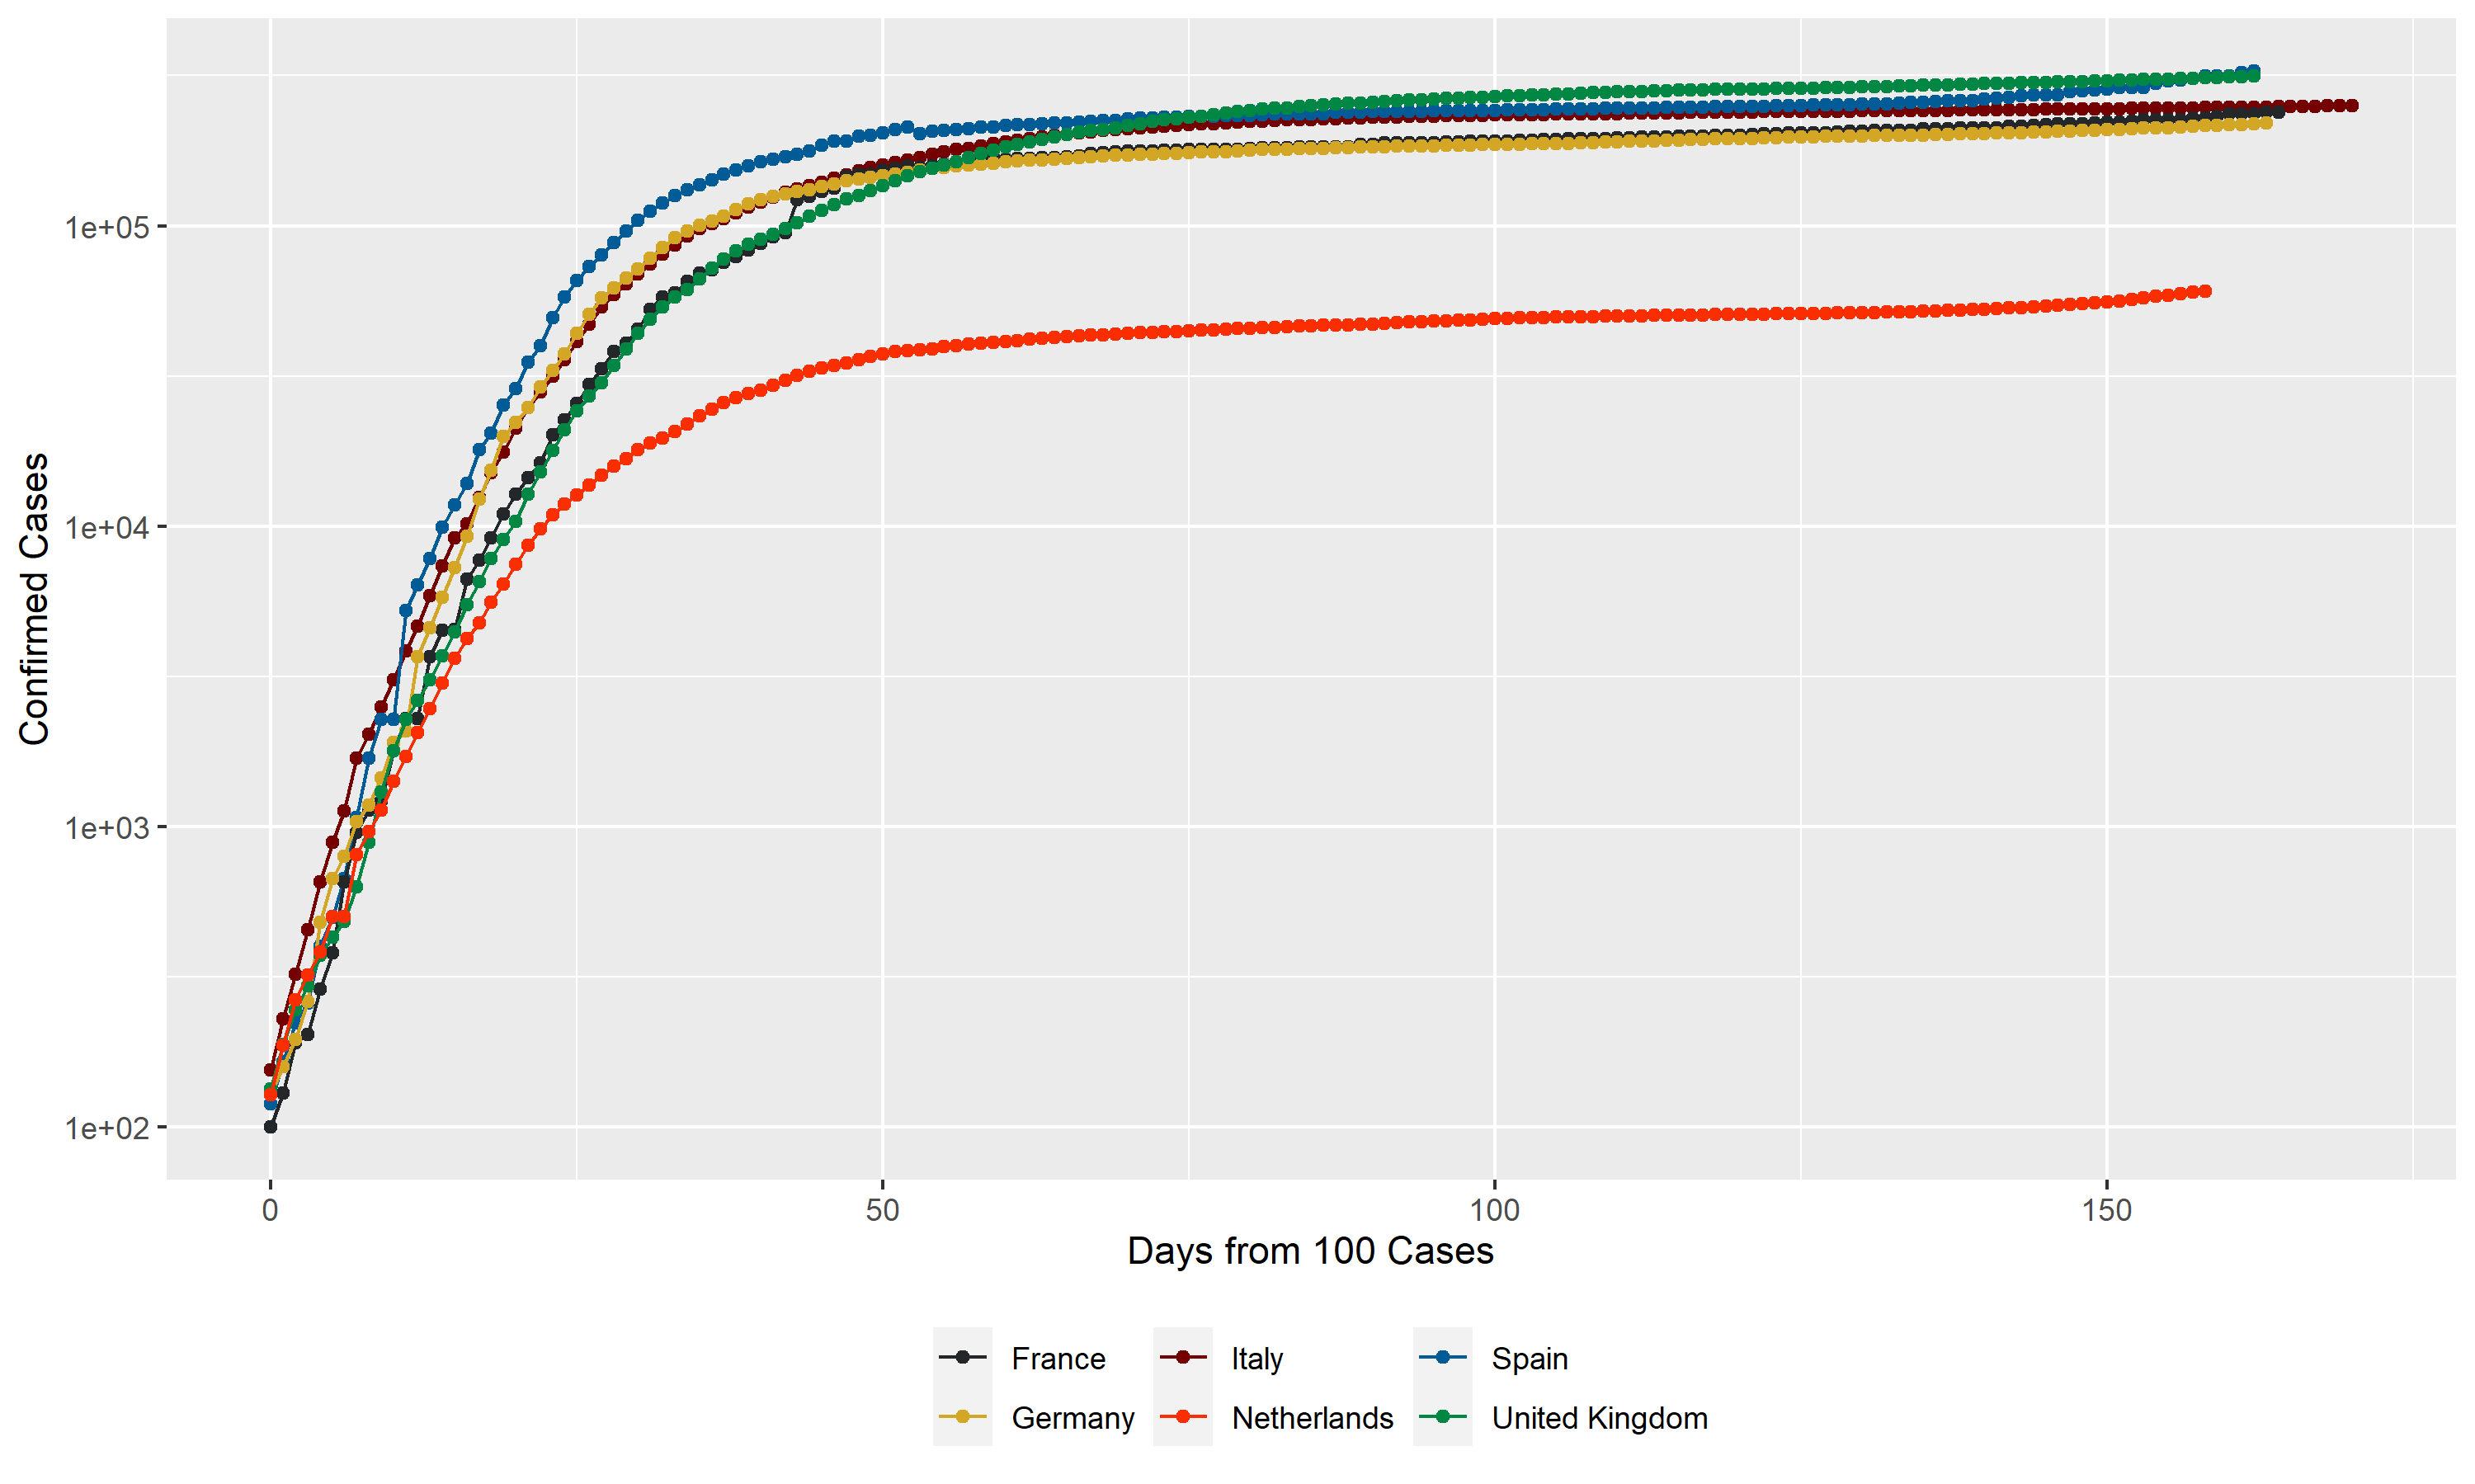 Confirmed Cases
1e+05
1e+04
1e+03
1e+02
0 50 100 150
Days from 100 Cases
France Italy Spain
Germany Netherlands United Kingdom